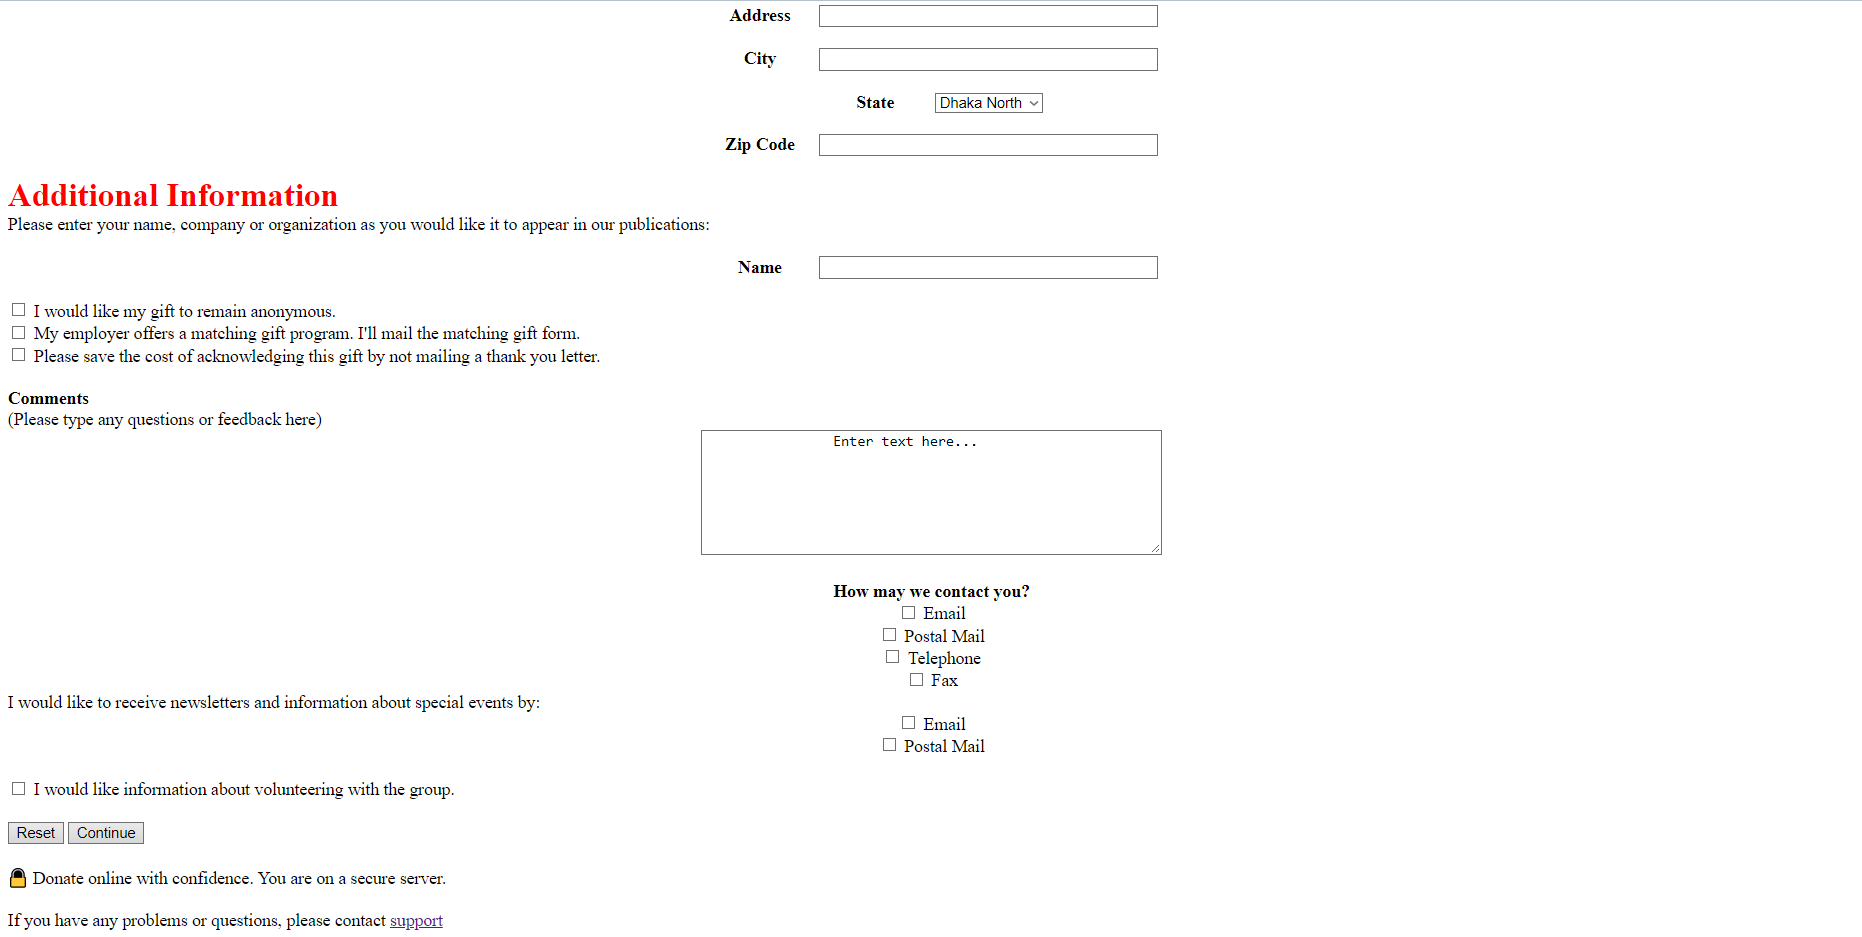 Address
City
State Dhaka North
Zip Code
Additional Information
Please enter your name, company or organization as you would like it to appear in our publications:
Name
I would like my gift to remain anonymous.
My employer offers a matching gift program. I'll mail the matching gift form.
Please save the cost of acknowledging this gift by not mailing a thank you letter.
Comments
(Please type any questions or feedback here)
Enter text here...
How may we contact you?
Email
Postal Mail
Telephone
Fax
I would like to receive newsletters and information about special events by:
Email
Postal Mail
I would like information about volunteering with the group.
Reset Continue
Donate online with confidence. You are on a secure server.
If you have any problems or questions, please contact support